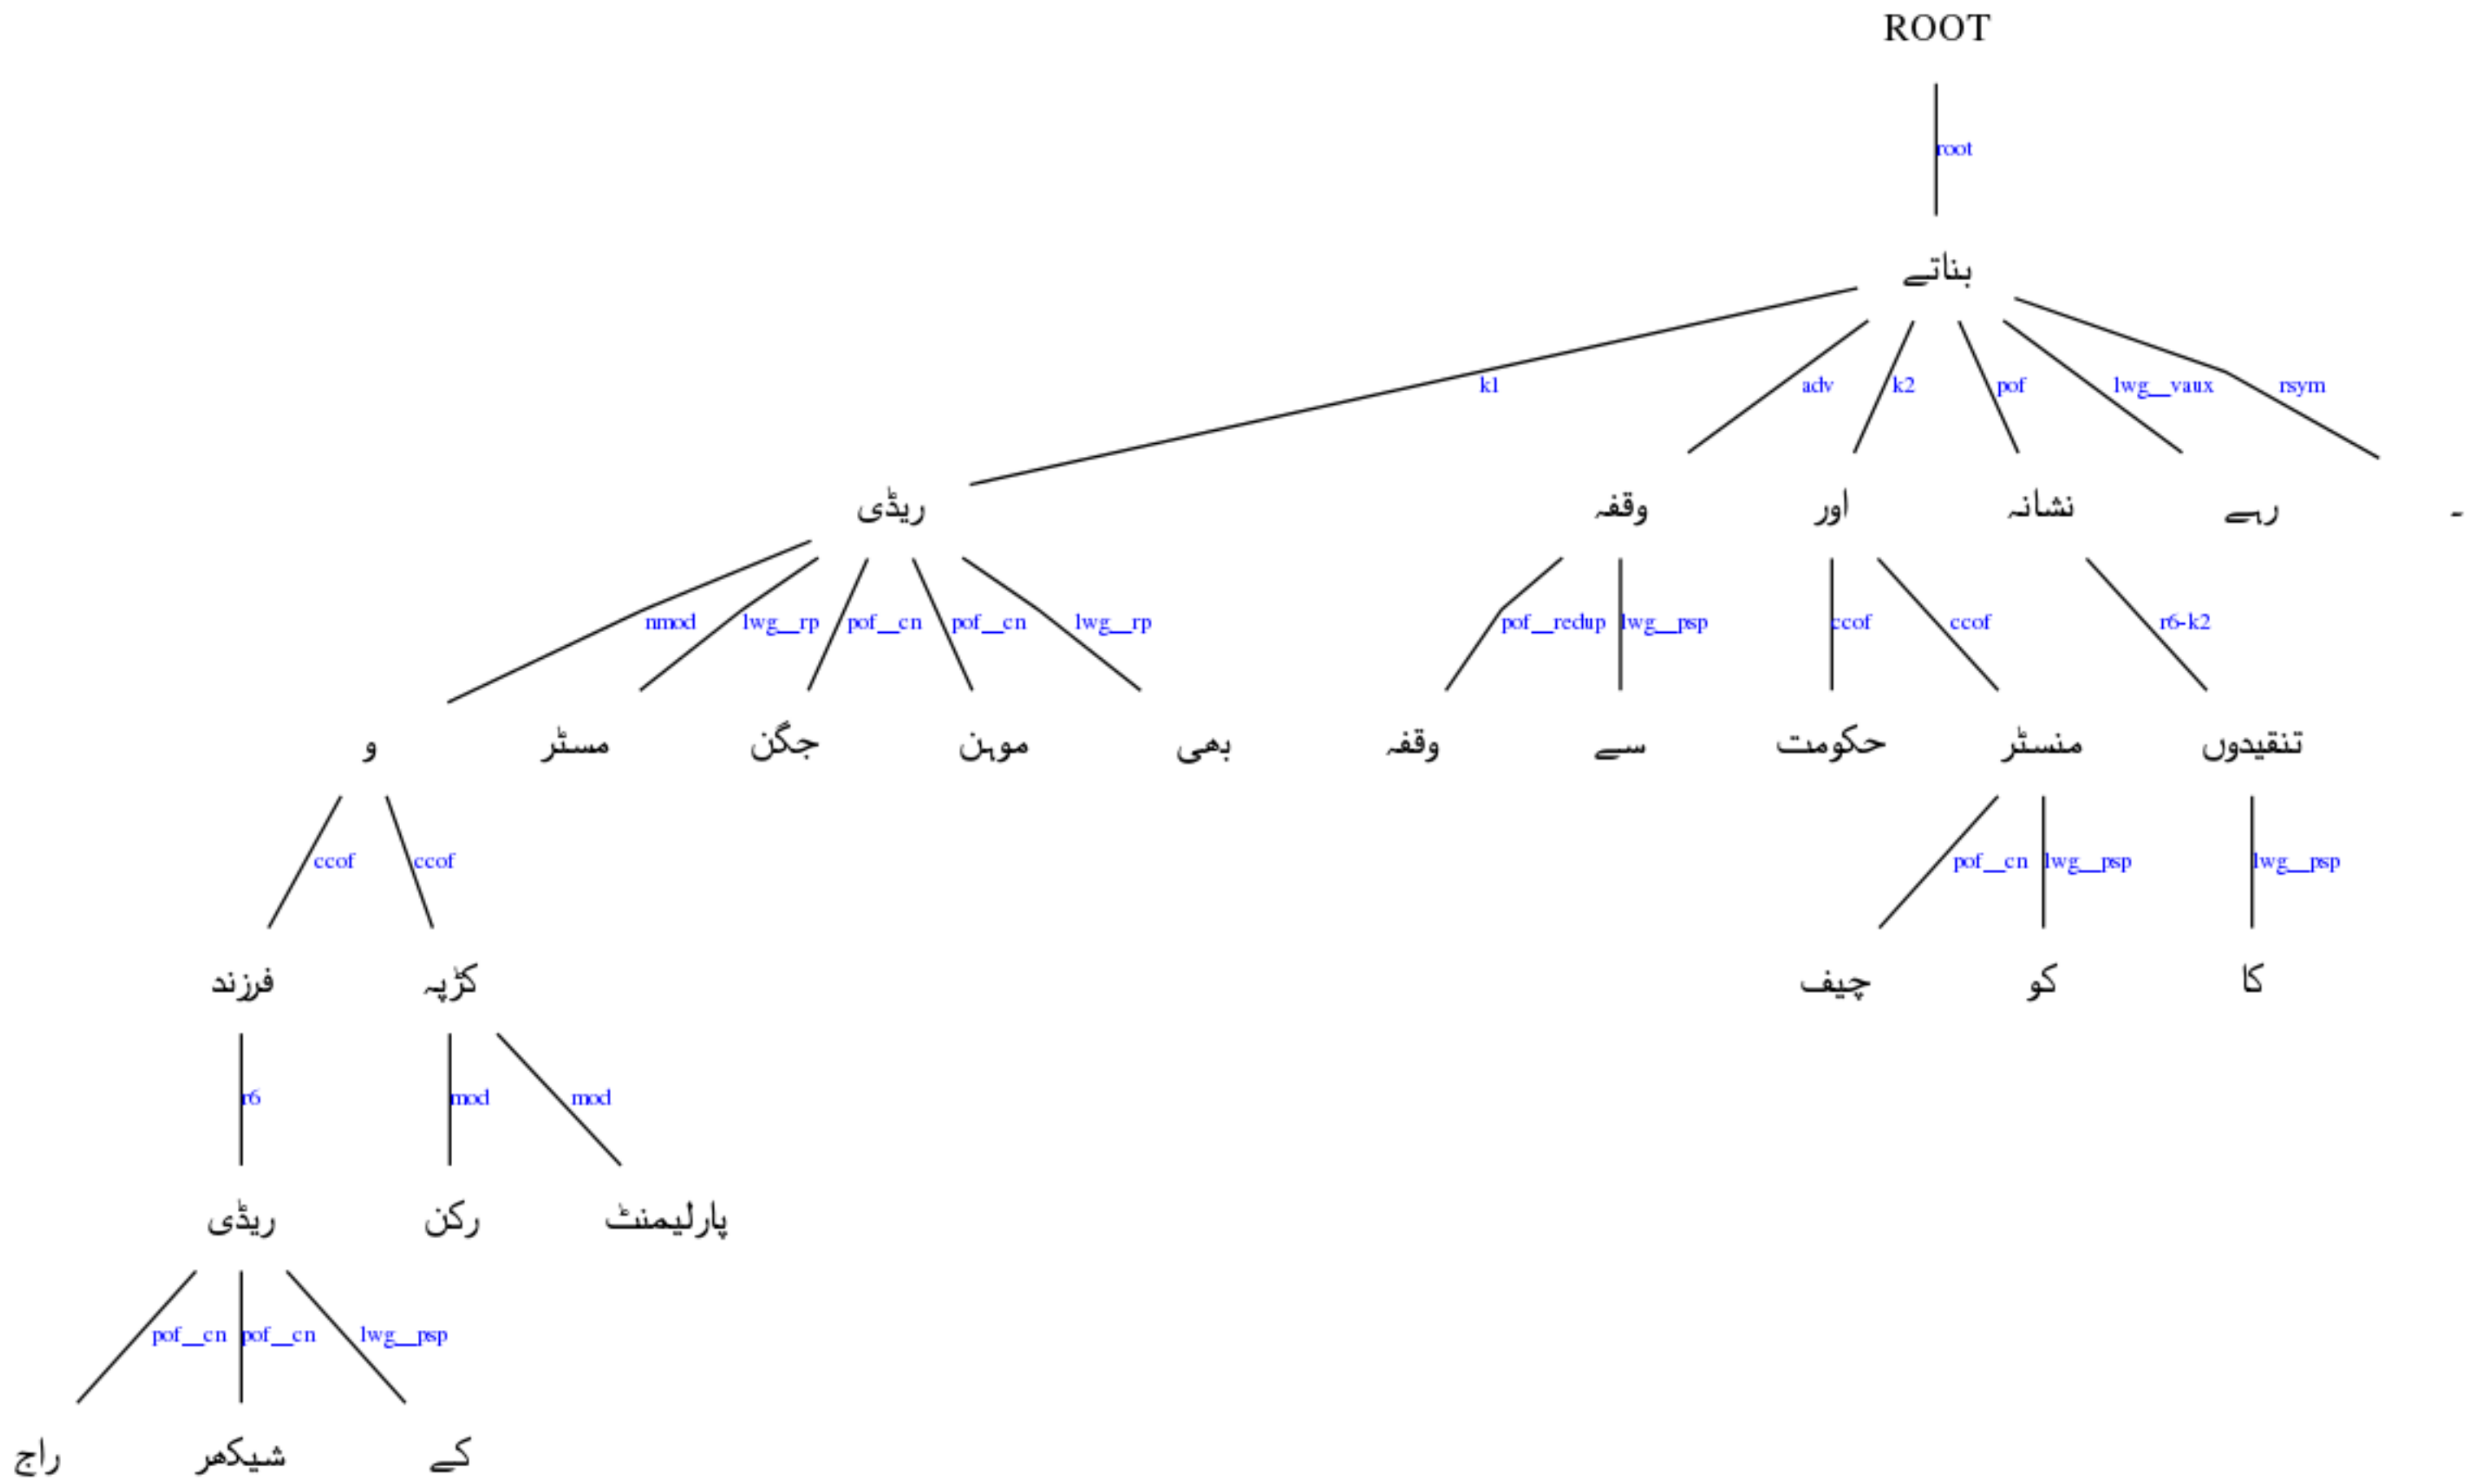 ROOT
root
بناتے
k1 adv k2 pof lwg__vaux rsym
ریڈی وقفہ اور نشانہ رہے ۔
nmod lwg__rp pof__cn pof__cn lwg__rp pof__redup lwg__psp ccof ccof r6-k2
و مسٹر جگن موہن بھی وقفہ سے حکومت منسٹر تنقیدوں
ccof ccof pof__cn lwg__psp lwg__psp
فرزند کڑپہ چیف کو کا
r6 mod mod
ریڈی رکن پارلیمنٹ
pof__cn pof__cn lwg__psp
راج شیکھر کے